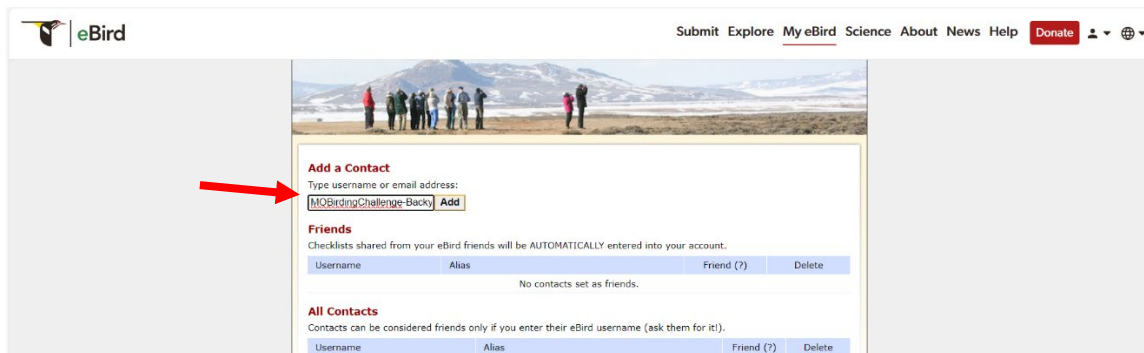 eBird
Submit Explore My eBird Science About News Help Donate
Add a Contact
Type username or email address:
MOBirdingChallenge-Backy Add
Friends
Checklists shared from your eBird friends will be AUTOMATICALLY entered into your account.
Username Alias Friend (?) Delete
No contacts set as friends.
All Contacts
Contacts can be considered friends only if you enter their eBird username (ask them for it!).
Username Alias Friend (?) Delete